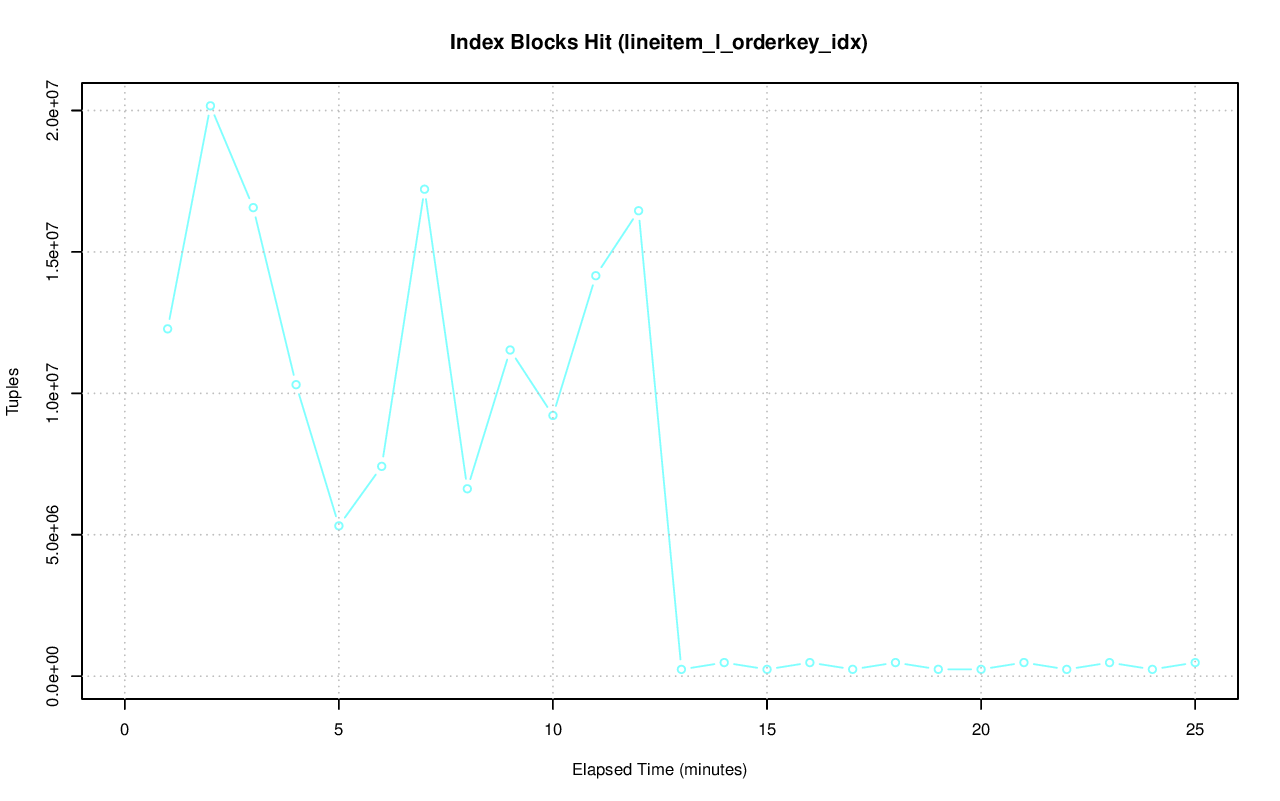 Index Blocks Hit (lineitem_l_orderkey_idx)
Tuples
2.0e+07
1.5e+07
1.0e+07
5.0e+06
0.0e+00
0 5 10 15 20 25
Elapsed Time (minutes)